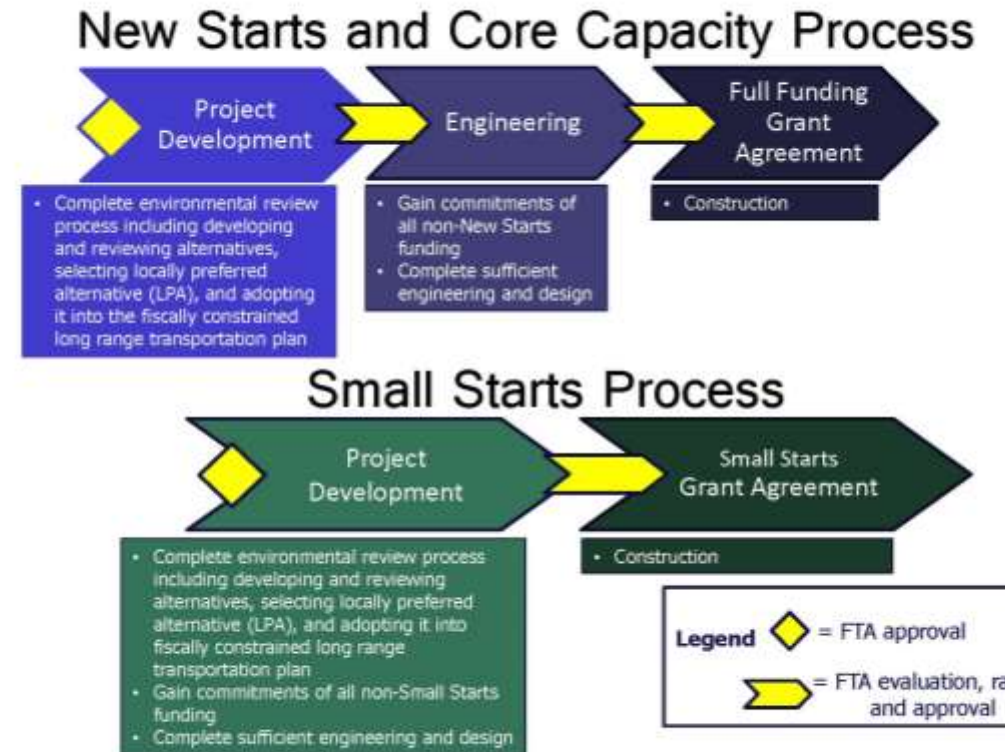 New Starts and Core Capacity Process
Project
Development
Engineering
Full Funding
Grant
Agreement
• Complete environmental review
process including developing
and reviewing alternatives,
selecting locally preferred
alternative (LPA), and adopting
it into the fiscally constrained
long range transportation plan
• Gain commitments of
all non-New Starts
funding
• Complete sufficient
engineering and design
• Construction
Small Starts Process
Project
Development
Small Starts
Grant Agreement
• Complete environmental review process
including developing and reviewing
alternatives, selecting locally preferred
alternative (LPA), and adopting it into
fiscally constrained long range
transportation plan
• Gain commitments of all non-Small Starts
funding
• Complete sufficient engineering and design
• Construction
Legend
= FTA approval
= FTA evaluation, ra
and approval